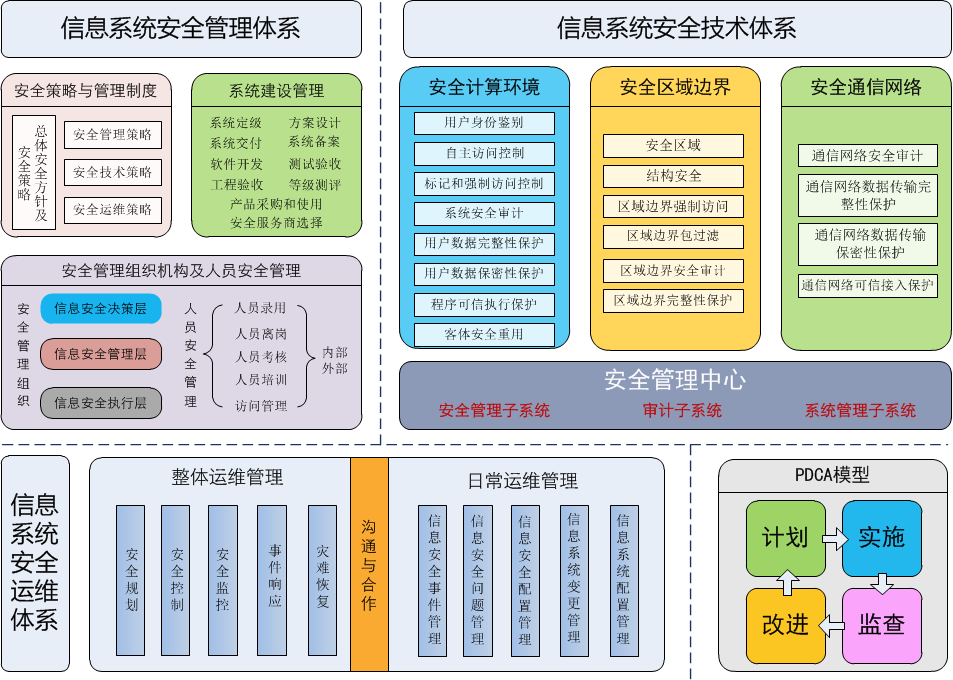 信息系统安全管理体系
安全策略与管理制度
总体安全方针及
安全策略
安全管理策略
安全技术策略
安全运维策略
系统建设管理
系统定级 方案设计
系统交付 系统备案
软件开发 测试验收
工程验收 等级测评
产品采购和使用
安全服务商选择
安全管理组织机构及人员安全管理
安全管理组织
信息安全决策层
信息安全管理层
信息安全执行层
人员安全管理
人员录用
人员离岗
人员考核
人员培训
访问管理
内部
外部
信息系统安全技术体系
安全计算环境
用户身份鉴别
自主访问控制
标记和强制访问控制
系统安全审计
用户数据完整性保护
用户数据保密性保护
程序可信执行保护
客体安全重用
安全区域边界
安全区域
结构安全
区域边界强制访问
区域边界包过滤
区域边界安全审计
区域边界完整性保护
安全通信网络
通信网络安全审计
通信网络数据传输完
整性保护
通信网络数据传输
保密性保护
通信网络可信接入保护
安全管理中心
安全管理子系统 审计子系统 系统管理子系统
信息
系统
安全
运维
体系
整体运维管理
安全规划
安全控制
安全监控
事件响应
灾难恢复
沟通与合作
日常运维管理
信息安全事件管理
信息安全问题管理
信息安全配置管理
信息系统变更管理
信息系统配置管理
PDCA模型
计划
实施
改进
监查